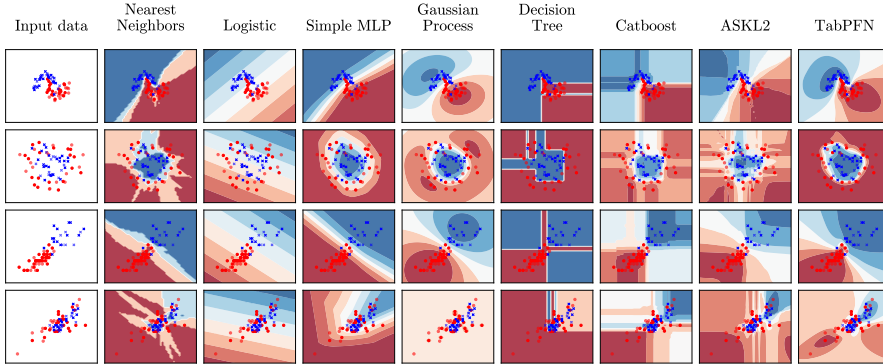 Input data
Nearest
Neighbors
Logistic
Simple MLP
Gaussian
Process
Decision
Tree
Catboost
ASKL2
TabPFN